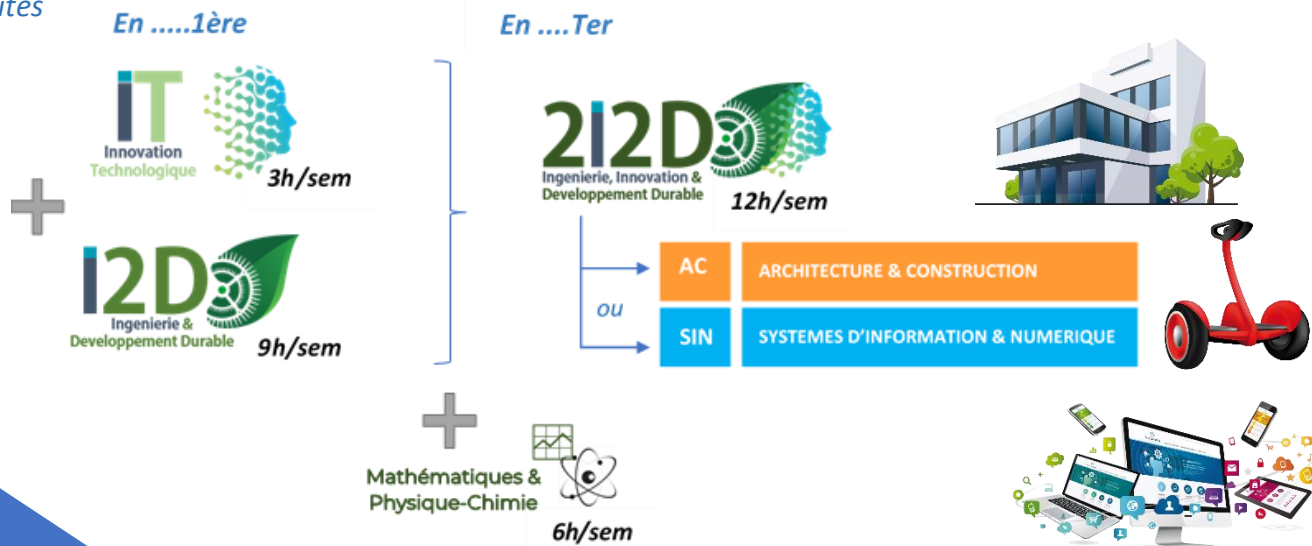 ités
En .....1ère
En ....Ter
iT
Innovation
Technologique
3h/sem
I2D
Ingenierie &
Developpement Durable
9h/sem
2I2D
Ingenierie, Innovation &
Developpement Durable
12h/sem
AC
ARCHITECTURE & CONSTRUCTION
ou
SIN
SYSTEMES D'INFORMATION & NUMERIQUE
Mathématiques &
Physique-Chimie
6h/sem